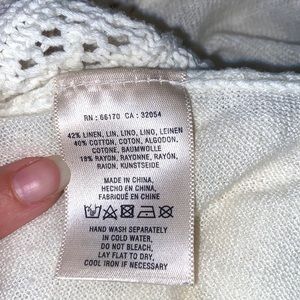 RN : 66170 CA : 32054
42% LINEN, LIN, LINO, LINO, LEINEN
40% COTTON, COTON, ALGODON,
COTONE, BAUMWOLLE
18% RAYON, RAYONNE, RAYÓN,
RAION, KUNSTSEIDE
MADE IN CHINA,
HECHO EN CHINA,
FABRIQUÉ EN CHINE
HAND WASH SEPARATELY
IN COLD WATER,
DO NOT BLEACH,
LAY FLAT TO DRY,
COOL IRON IF NECESSARY